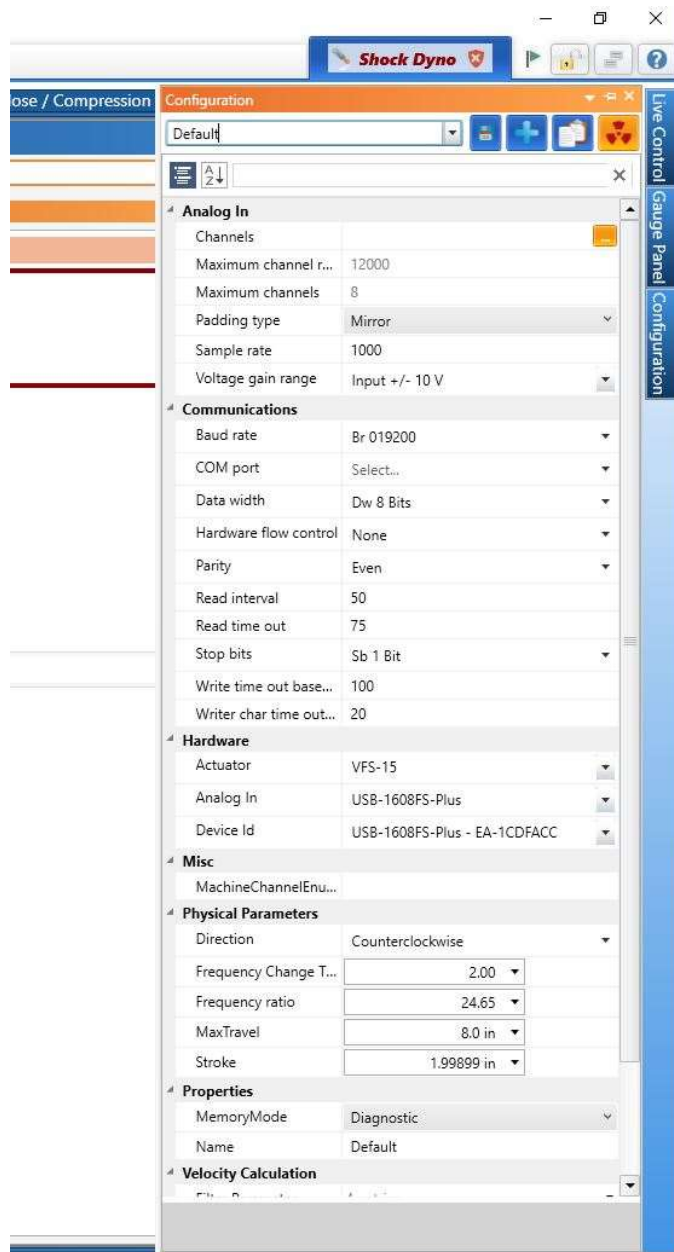 Shock Dyno
ose / Compression
Configuration
Default
Analog In
Channels
Maximum channel r... 12000
Maximum channels 8
Padding type Mirror
Sample rate 1000
Voltage gain range Input +/- 10 V
Communications
Baud rate Br 019200
COM port Select...
Data width Dw 8 Bits
Hardware flow control None
Parity Even
Read interval 50
Read time out 75
Stop bits Sb 1 Bit
Write time out base... 100
Writer char time out... 20
Hardware
Actuator VFS-15
Analog In USB-1608FS-Plus
Device Id USB-1608FS-Plus - EA-1CDFACC
Misc
MachineChannelEnu...
Physical Parameters
Direction Counterclockwise
Frequency Change T... 2.00
Frequency ratio 24.65
MaxTravel 8.0 in
Stroke 1.99899 in
Properties
MemoryMode Diagnostic
Name Default
Velocity Calculation
Live Control
Gauge Panel
Configuration